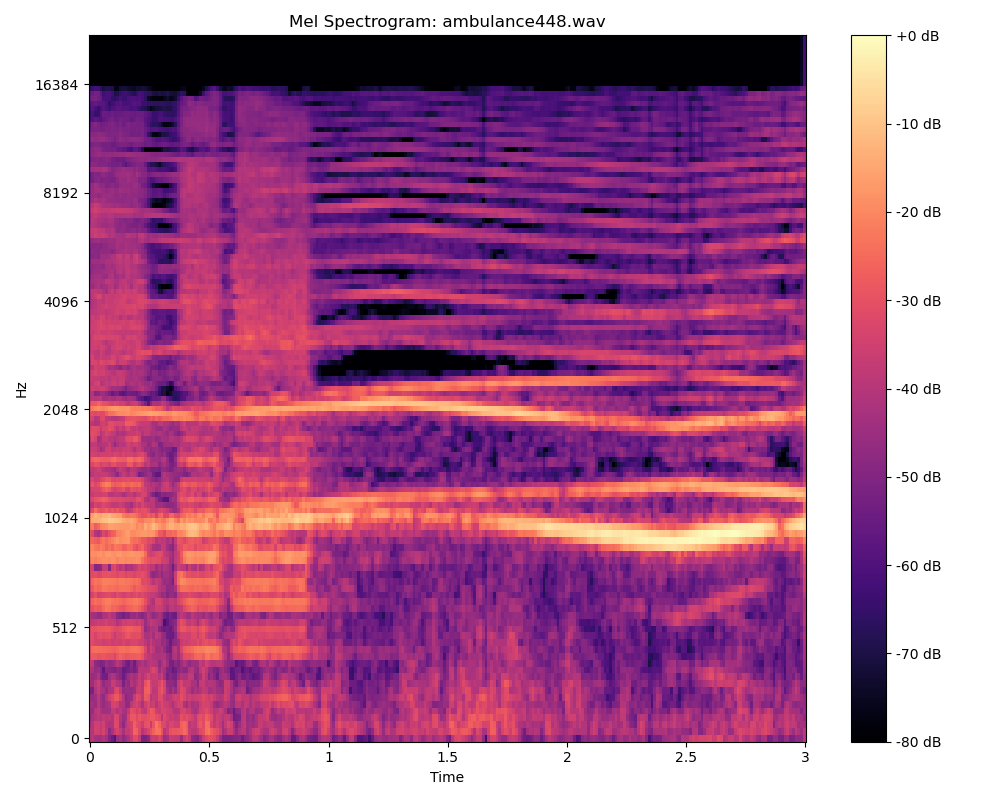 Mel Spectrogram: ambulance448.wav
+0 dB
16384
-10 dB
8192
-20 dB
4096
-30 dB
Hz
-40 dB
2048
-50 dB
1024
-60 dB
512
-70 dB
0
-80 dB
0 0.5 1 1.5 2 2.5 3
Time